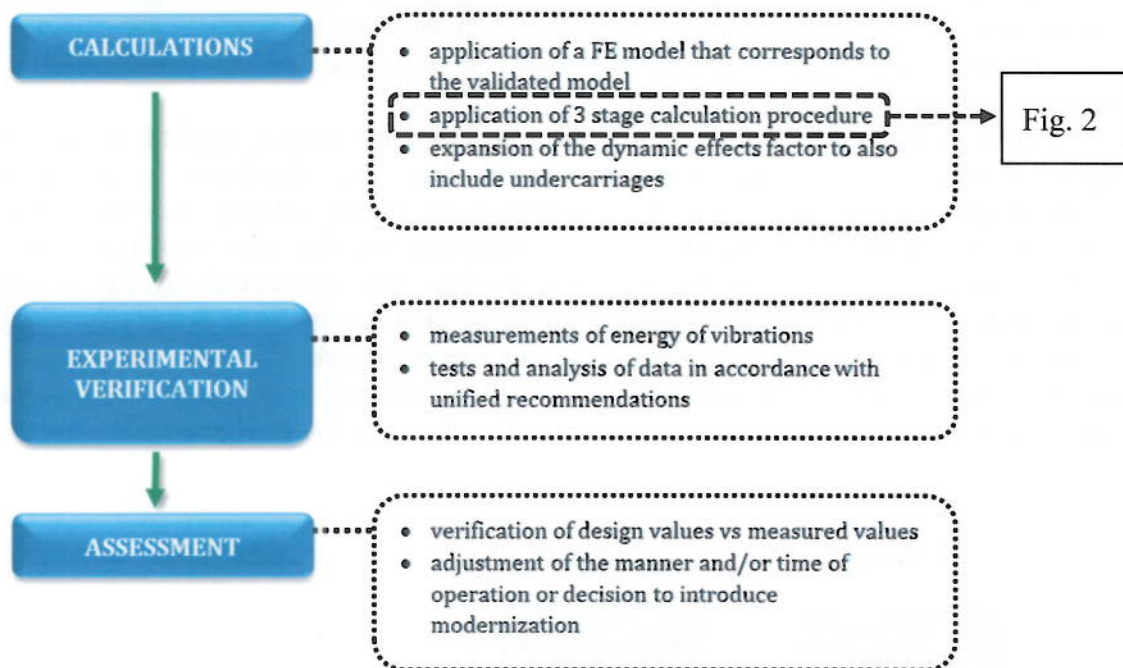 CALCULATIONS
• application of a FE model that corresponds to
the validated model
• application of 3 stage calculation procedure
• expansion of the dynamic effects factor to also
include undercarriages
Fig. 2
EXPERIMENTAL
VERIFICATION
• measurements of energy of vibrations
• tests and analysis of data in accordance with
unified recommendations
ASSESSMENT
• verification of design values vs measured values
• adjustment of the manner and/or time of
operation or decision to introduce
modernization